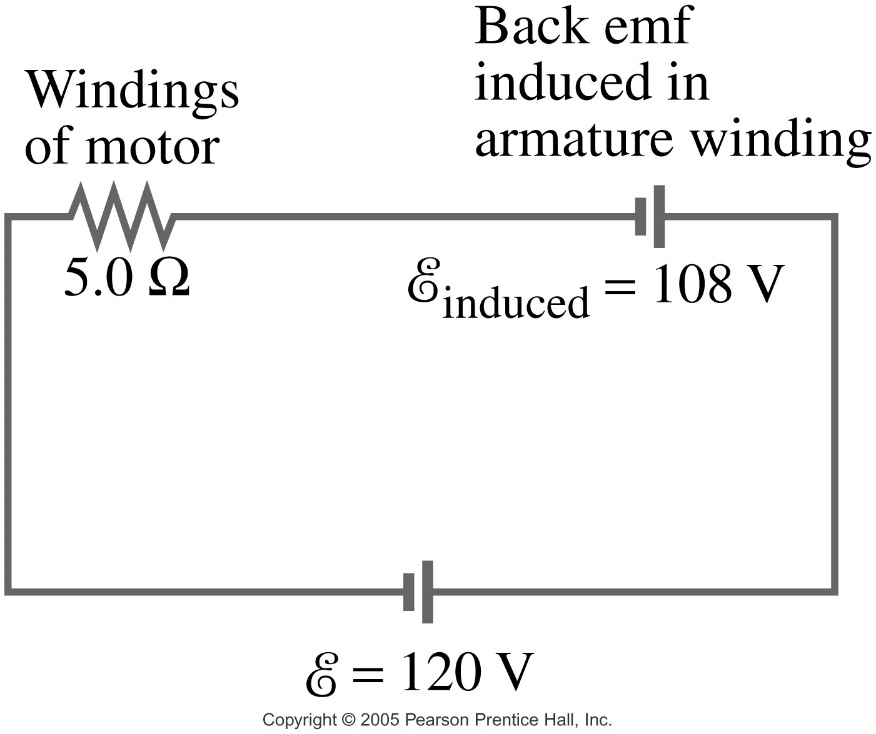 Back emf
induced in
armature winding
Windings
of motor
5.0 Ω
ℰinduced = 108 V
ℰ = 120 V
Copyright © 2005 Pearson Prentice Hall, Inc.